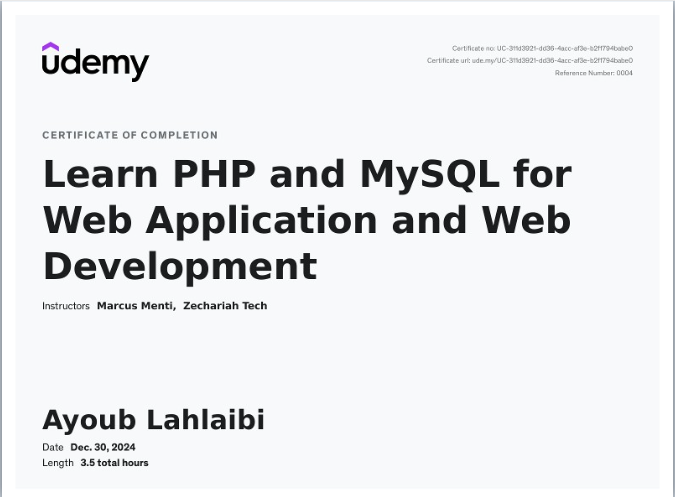 udemy
Certificate no: UC-311d3921-dd36-4acc-af3e-b2f1794babe0
Certificate url: ude.my/UC-311d3921-dd36-4acc-af3e-b2f1794babe0
Reference Number: 0004
CERTIFICATE OF COMPLETION
Learn PHP and MySQL for
Web Application and Web
Development
Instructors Marcus Menti, Zechariah Tech
Ayoub Lahlaibi
Date Dec. 30, 2024
Length 3.5 total hours